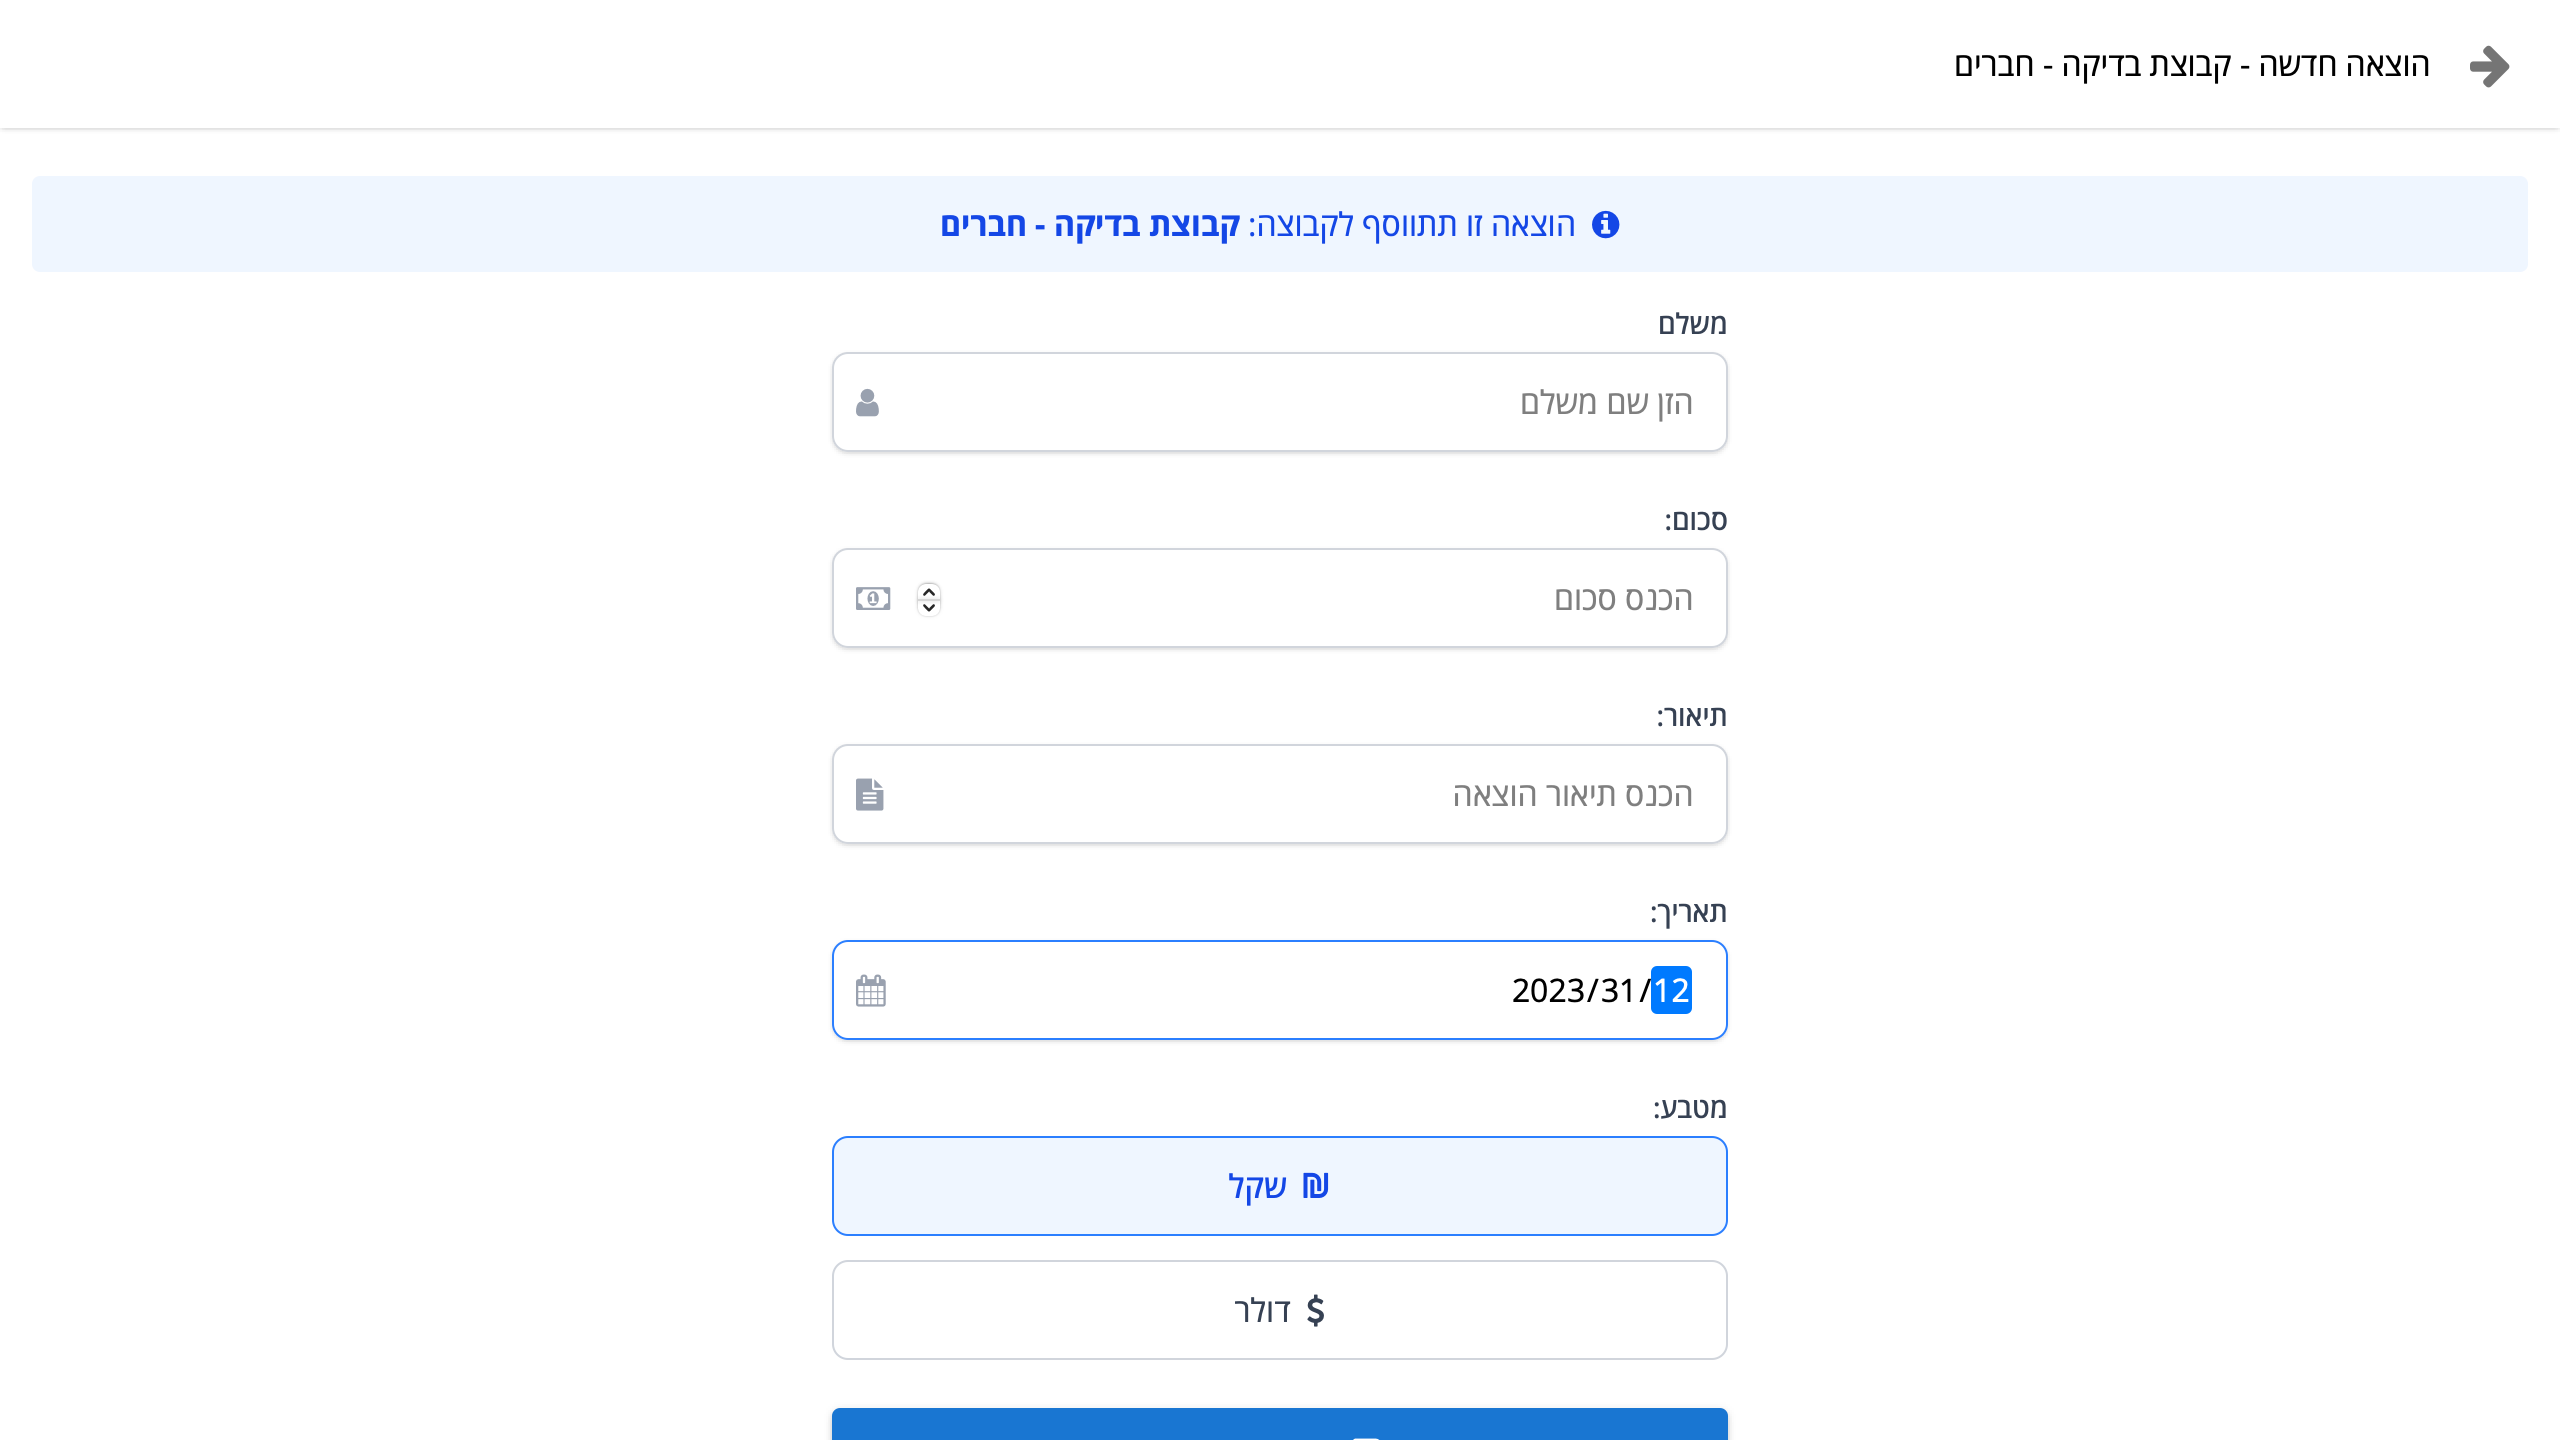 הוצאה חדשה - קבוצת בדיקה - חברים
הוצאה זו תתווסף לקבוצה: קבוצת בדיקה - חברים
משלם
הזן שם משלם
סכום:
הכנס סכום
תיאור:
הכנס תיאור הוצאה
תאריך:
2023/31/12
מטבע:
₪ שקל
$ דולר